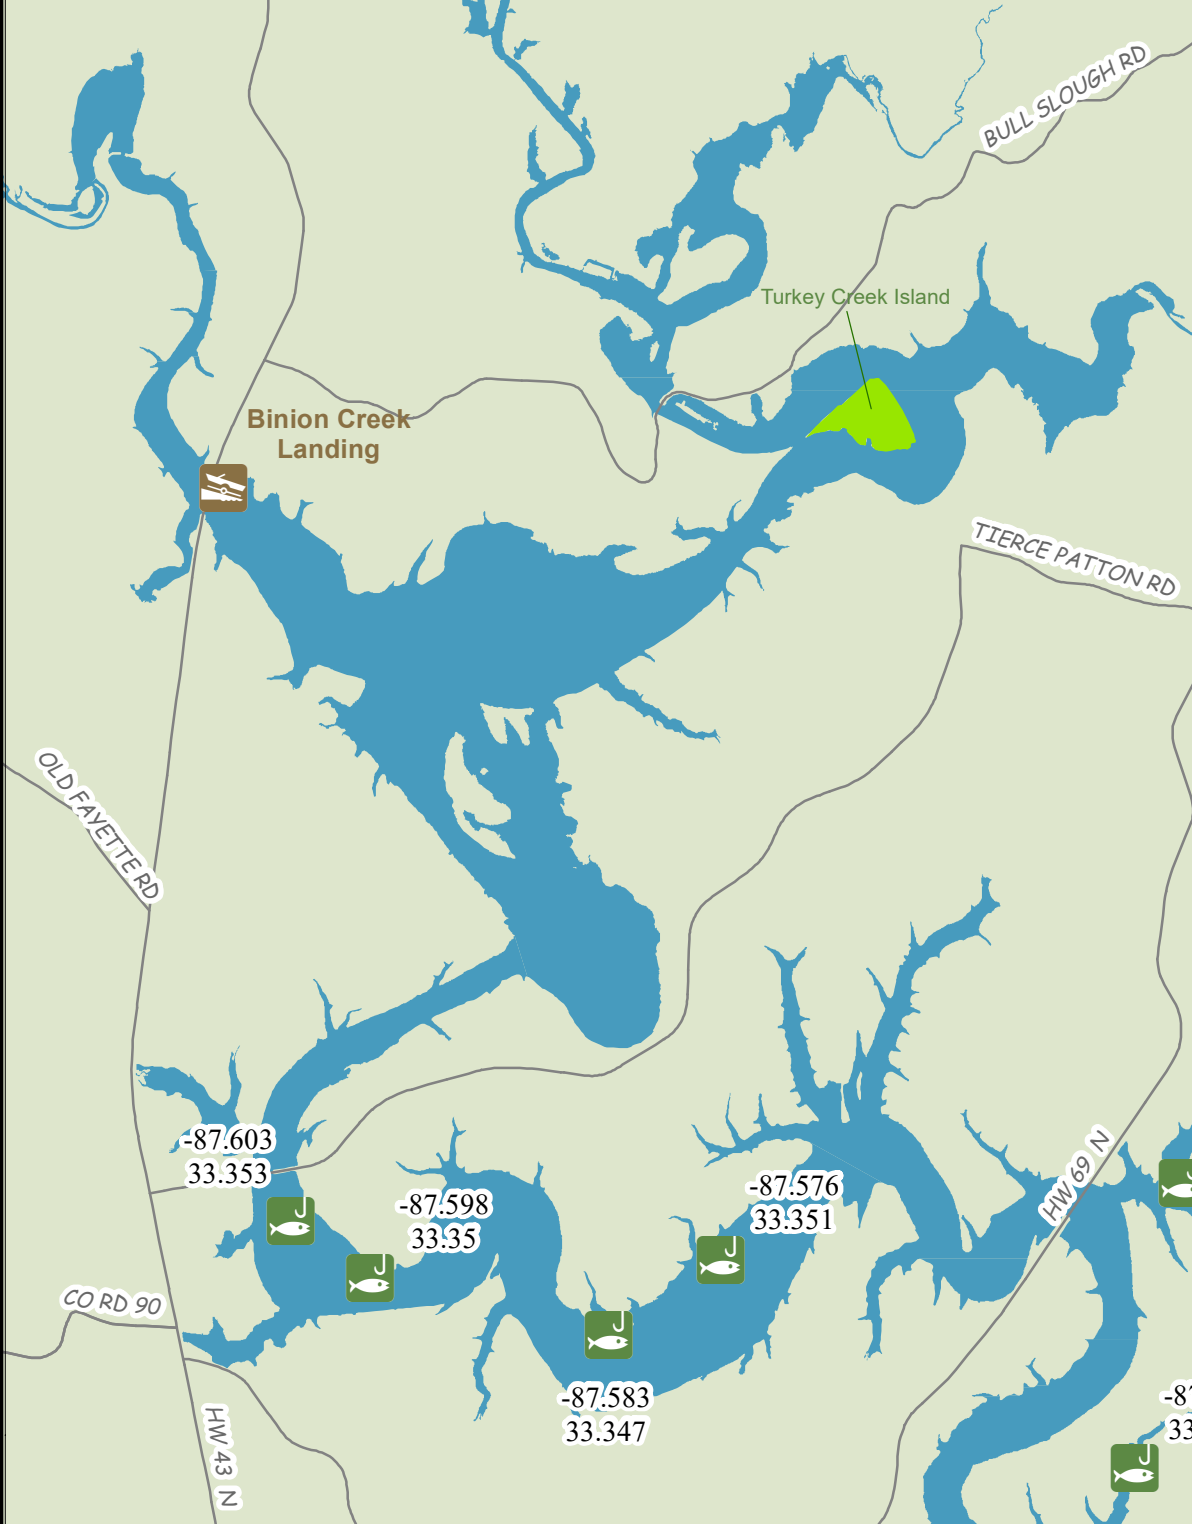 BULL SLOUGH RD
Turkey Creek Island
Binion Creek
Landing
TIERCE PATTON RD
OLD FAYETTE RD
-87.603
33.353
HW 69 N
-87.576
33.351
-87.598
33.35
CO RD 90
-87.583
33.347
-87
33
HW 43 N